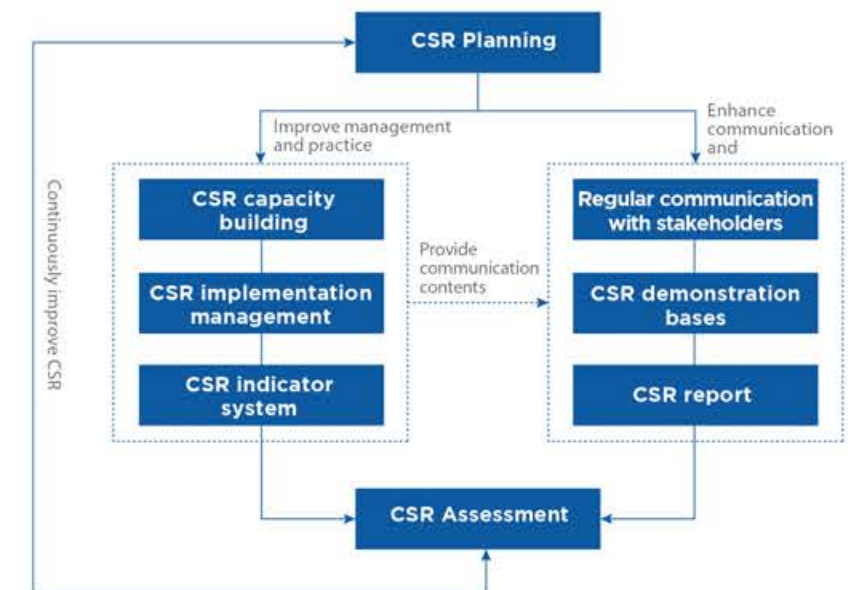 CSR Planning
Improve management
and practice
Enhance
communication
and
CSR capacity
building
Regular communication
with stakeholders
Continuously improve CSR
Provide
communication
contents
CSR implementation
management
CSR demonstration
bases
CSR indicator
system
CSR report
CSR Assessment